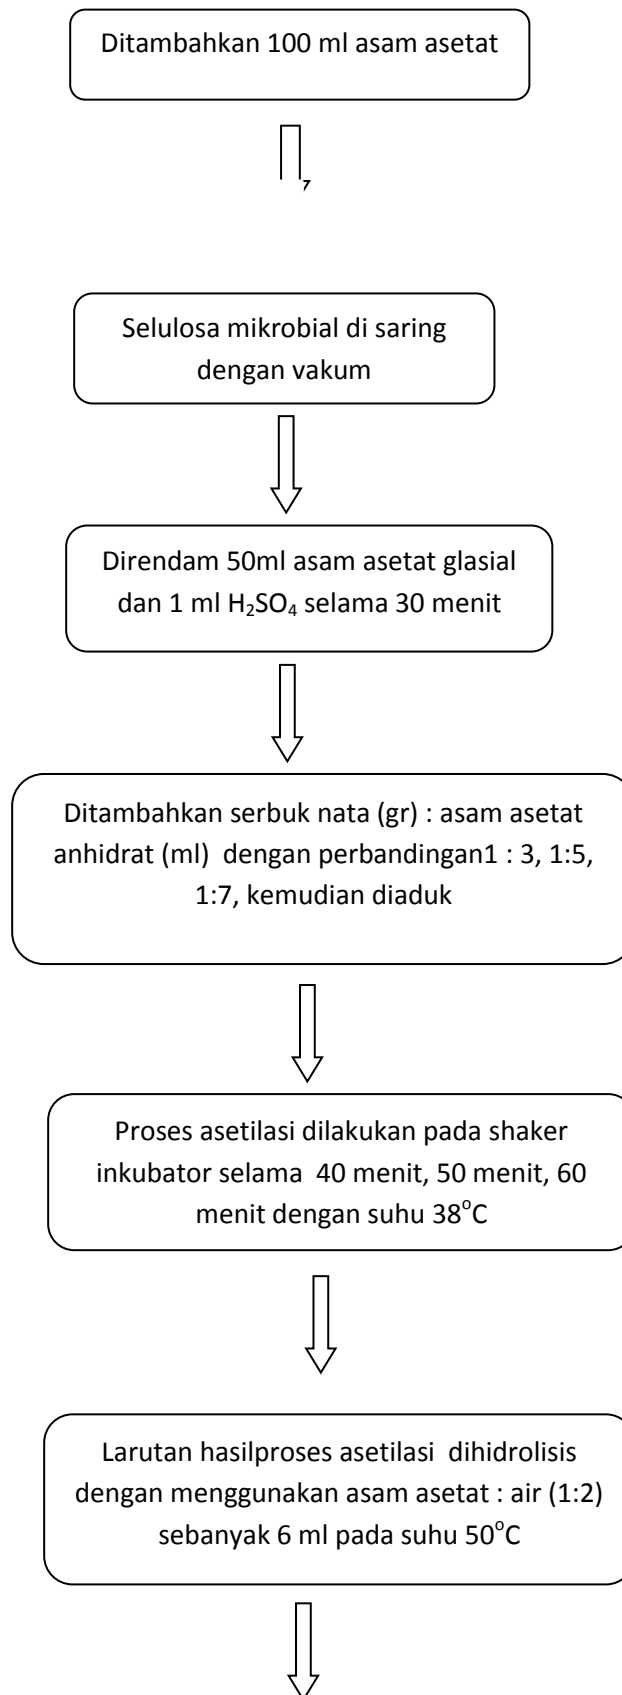 Ditambahkan 100 ml asam asetat
Selulosa mikrobial di saring
dengan vakum
Direndam 50ml asam asetat glasial
dan 1 ml H₂SO₄ selama 30 menit
Ditambahkan serbuk nata (gr) : asam asetat
anhidrat (ml) dengan perbandingan1 : 3, 1:5,
1:7, kemudian diaduk
Proses asetilasi dilakukan pada shaker
inkubator selama 40 menit, 50 menit, 60
menit dengan suhu 38°C
Larutan hasilproses asetilasi dihidrolisis
dengan menggunakan asam asetat : air (1:2)
sebanyak 6 ml pada suhu 50°C